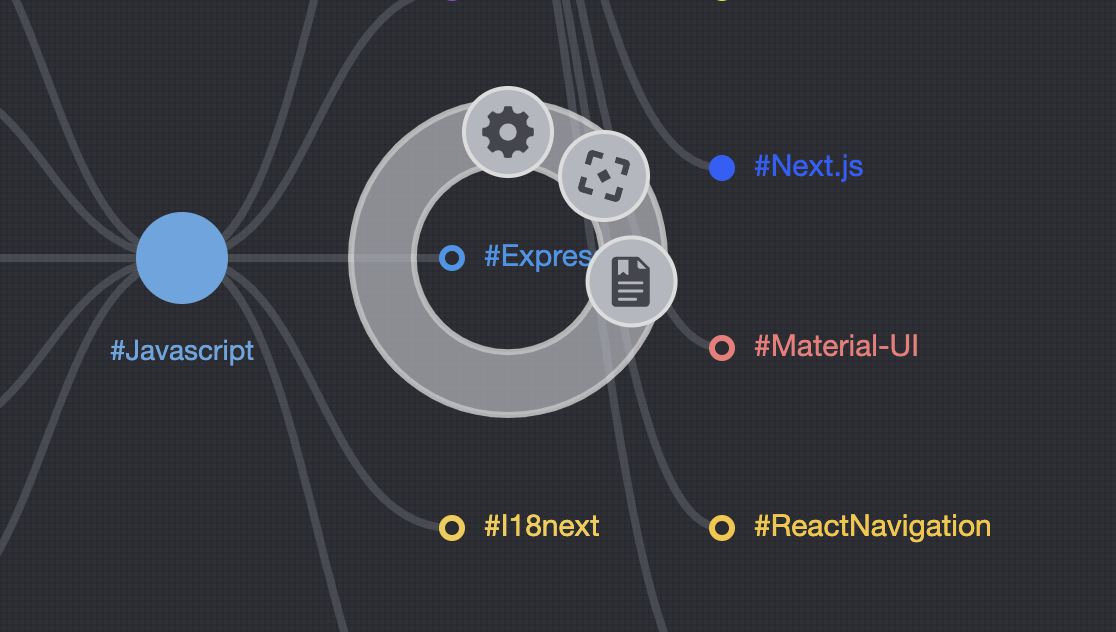 #Next.js
#Expres
#Javascript
#Material-UI
#I18next
#ReactNavigation